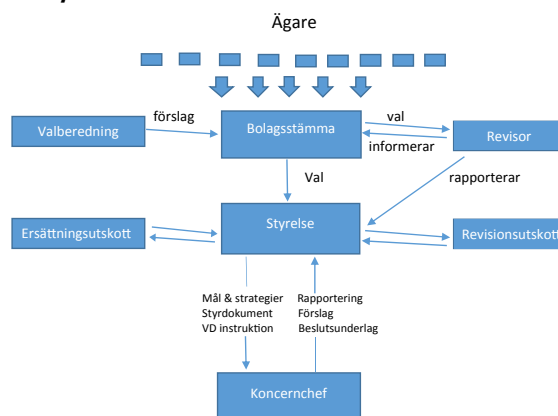 Ägare
förslag
val
Valberedning
Bolagsstämma
Revisor
informerar
Val
rapporterar
Ersättningsutskott
Styrelse
Revisionsutskott
Mål & strategier
Styrdokument
VD instruktion
Rapportering
Förslag
Beslutsunderlag
Koncernchef